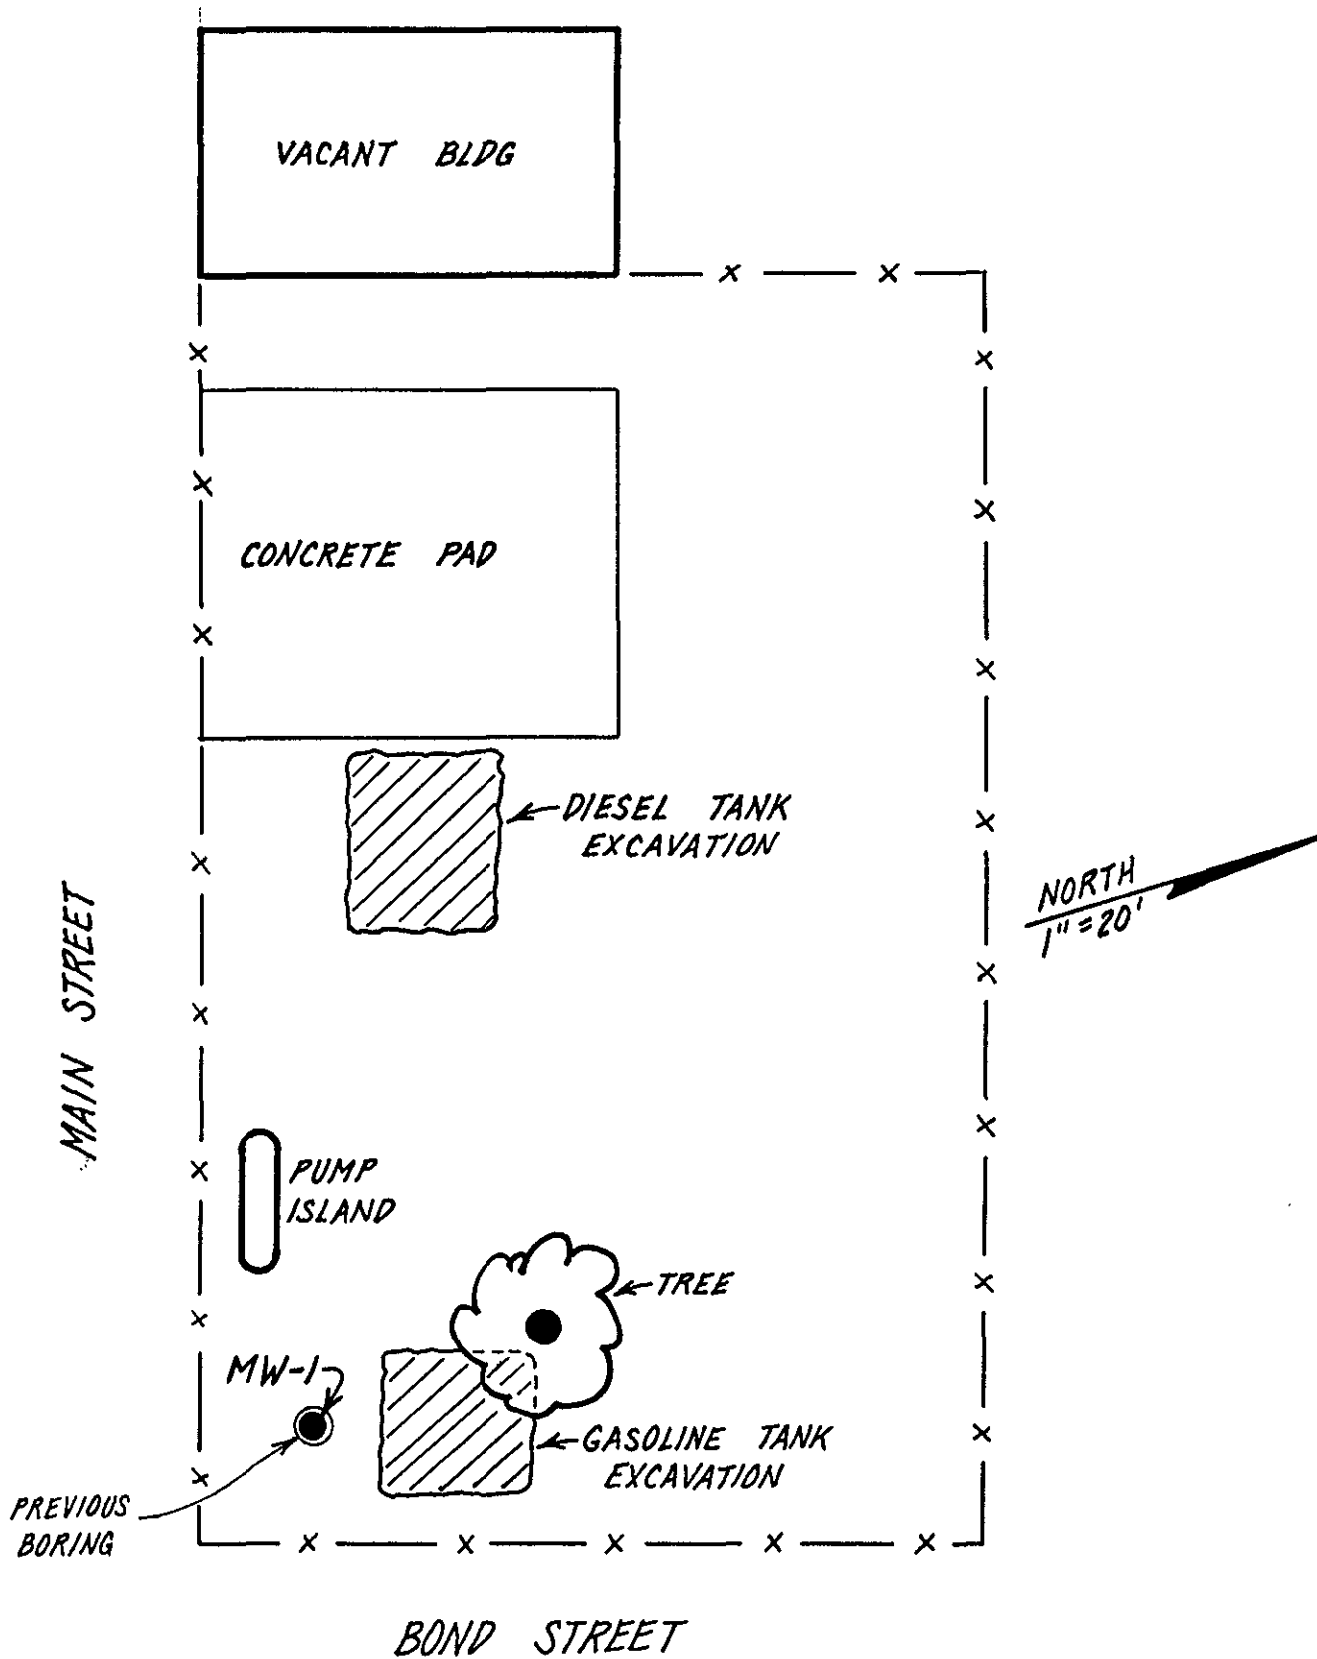 VACANT BLDG
CONCRETE PAD
DIESEL TANK
EXCAVATION
NORTH
1" = 20'
MAIN STREET
PUMP
ISLAND
TREE
MW-1
GASOLINE TANK
EXCAVATION
PREVIOUS
BORING
BOND STREET